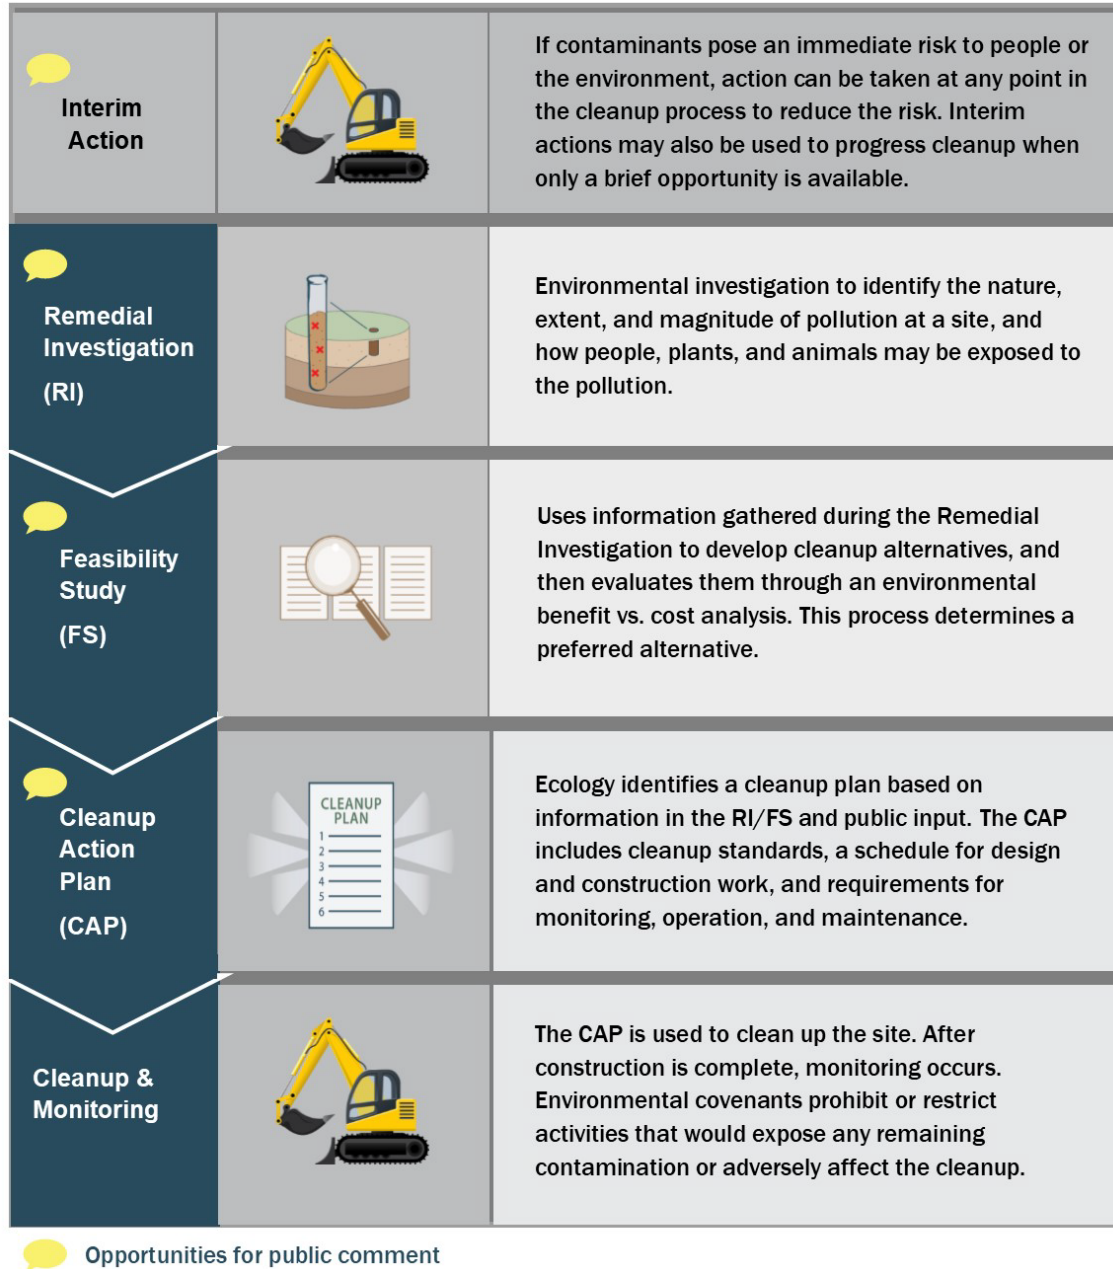 Interim
Action
If contaminants pose an immediate risk to people or
the environment, action can be taken at any point in
the cleanup process to reduce the risk. Interim
actions may also be used to progress cleanup when
only a brief opportunity is available.
Remedial
Investigation
(RI)
Environmental investigation to identify the nature,
extent, and magnitude of pollution at a site, and
how people, plants, and animals may be exposed to
the pollution.
Feasibility
Study
(FS)
Uses information gathered during the Remedial
Investigation to develop cleanup alternatives, and
then evaluates them through an environmental
benefit vs. cost analysis. This process determines a
preferred alternative.
Cleanup
Action
Plan
(CAP)
CLEANUP
PLAN
1
2
3
4
5
6
Ecology identifies a cleanup plan based on
information in the RI/FS and public input. The CAP
includes cleanup standards, a schedule for design
and construction work, and requirements for
monitoring, operation, and maintenance.
Cleanup &
Monitoring
The CAP is used to clean up the site. After
construction is complete, monitoring occurs.
Environmental covenants prohibit or restrict
activities that would expose any remaining
contamination or adversely affect the cleanup.
Opportunities for public comment